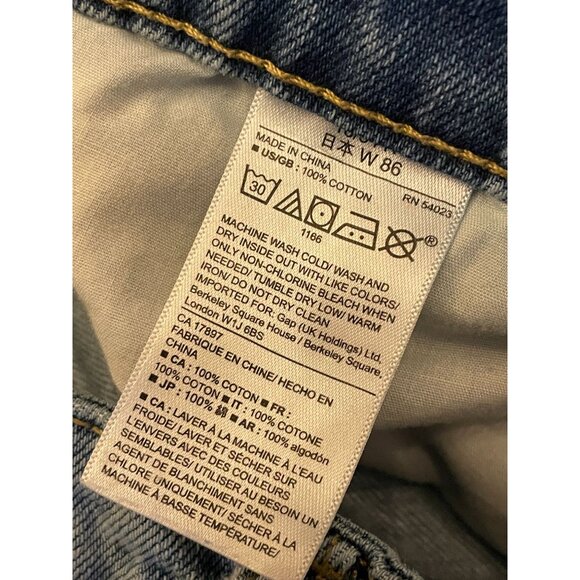 日本 W 86
MADE IN CHINA
■ US/GB : 100% COTTON RN 54023
30 ®
1166
MACHINE WASH COLD/ WASH AND
DRY INSIDE OUT WITH LIKE COLORS/
ONLY NON-CHLORINE BLEACH WHEN
NEEDED/ TUMBLE DRY LOW/ WARM
IRON/ DO NOT DRY CLEAN
IMPORTED FOR: Gap (UK Holdings) Ltd,
Berkeley Square House / Berkeley Square,
London W1J 6BS
CA 17897
FABRIQUE EN CHINE/ HECHO EN
CHINA
■ CA : 100% COTON ■ FR :
100% COTON ■ IT : 100% COTONE
■ JP : 100% 綿 ■ AR : 100% algodón
■ CA : LAVER À LA MACHINE À L'EAU
FROIDE/ LAVER ET SÉCHER SUR
L'ENVERS AVEC DES COULEURS
SEMBLABLES/ UTILISER AU BESOIN UN
AGENT DE BLANCHIMENT SANS
CHLORE UNIQUEMENT/ SÉCHER À LA
MACHINE À BASSE TEMPÉRATURE/